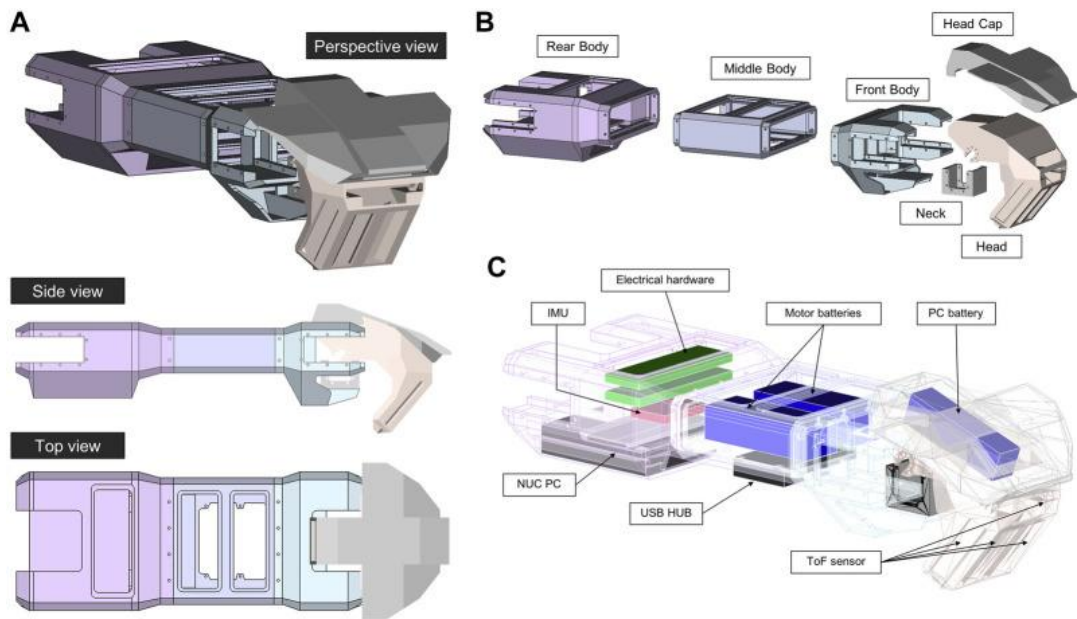 A
Perspective view
Side view
Top view
B
Rear Body
Middle Body
Front Body
Head Cap
Neck
Head
C
Electrical hardware
IMU
Motor batteries
PC battery
NUC PC
USB HUB
ToF sensor